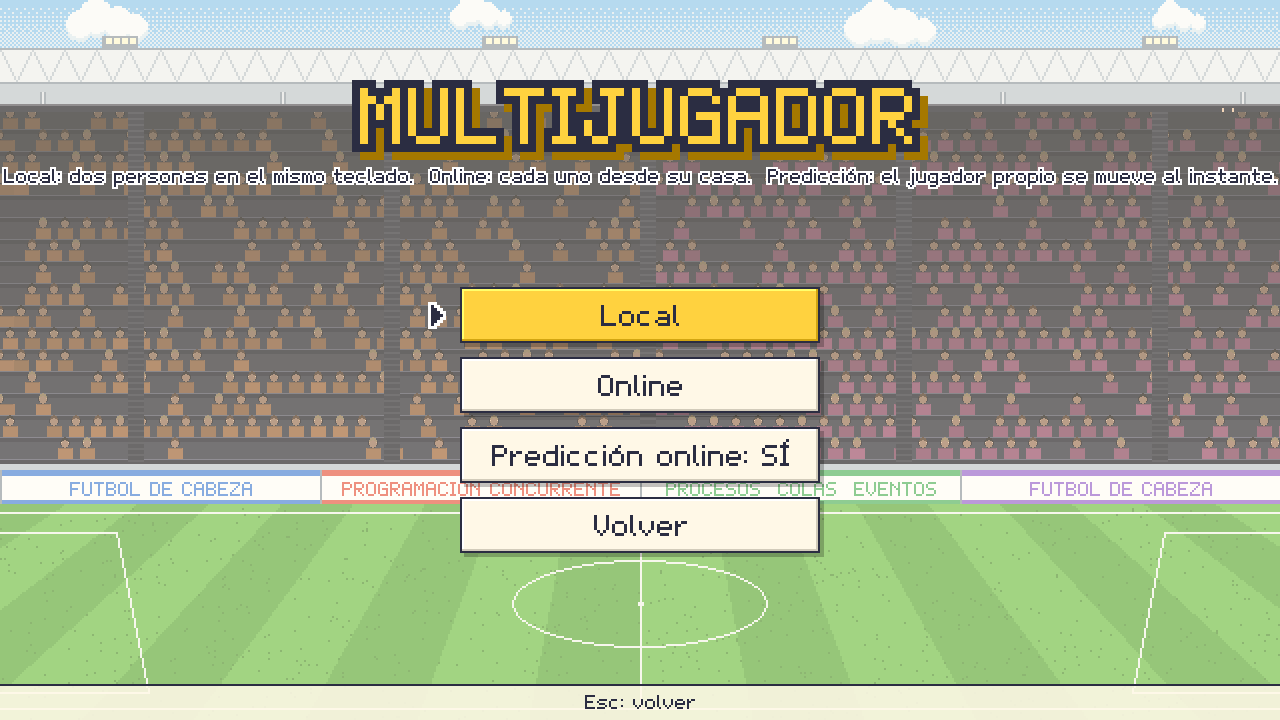 MULTIJUGADOR
Local: dos personas en el mismo teclado. Online: cada uno desde su casa. Predicción: el jugador propio se mueve al instante.
Local
Online
Predicción online: SÍ
FUTBOL DE CABEZA PROGRAMACION CONCURRENTE PROCESOS COLAS EVENTOS FUTBOL DE CABEZA
Volver
Esc: volver